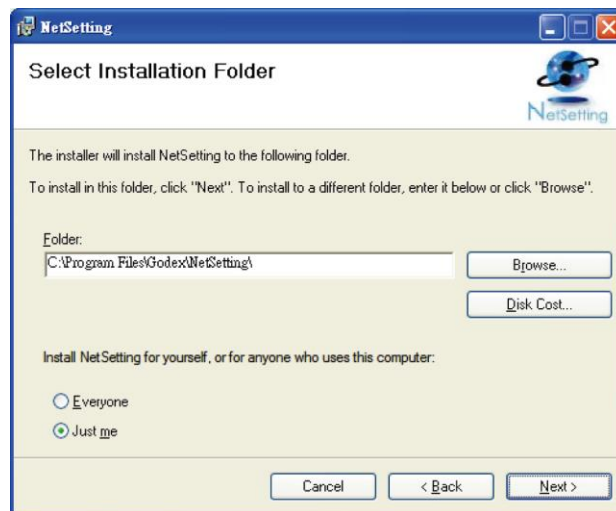 NetSetting
Select Installation Folder
NetSetting
The installer will install NetSetting to the following folder.
To install in this folder, click "Next". To install to a different folder, enter it below or click "Browse".
Folder:
C:\Program Files\Godex\NetSetting\
Browse...
Disk Cost...
Install NetSetting for yourself, or for anyone who uses this computer:
Everyone
Just me
Cancel < Back Next >